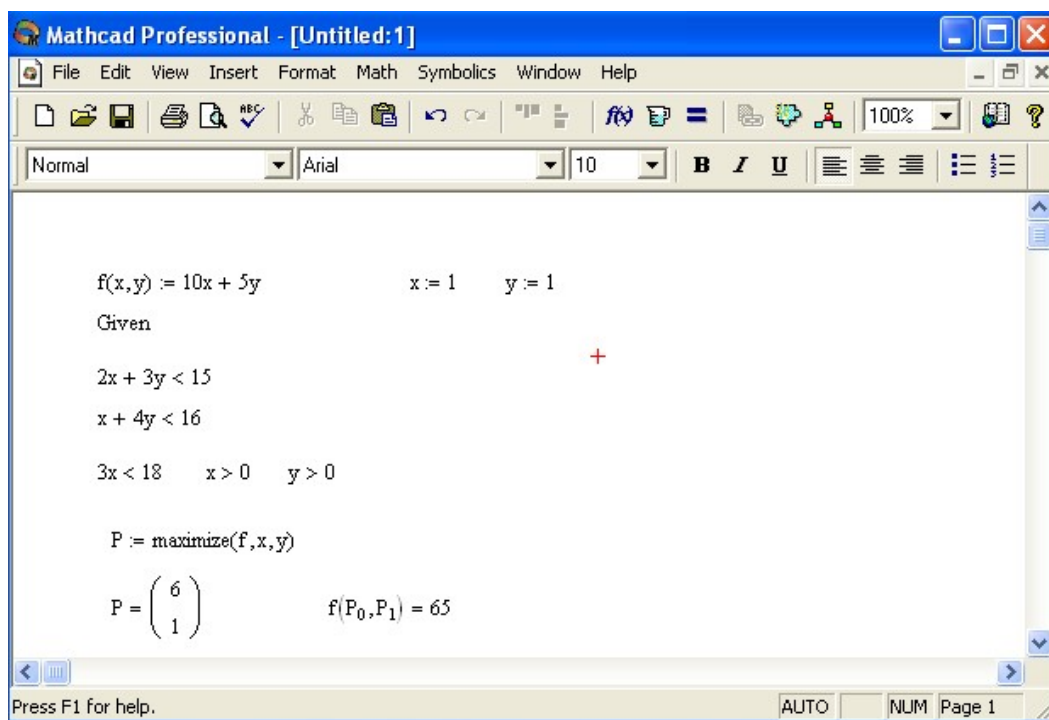 Mathcad Professional - [Untitled:1]
File Edit View Insert Format Math Symbolics Window Help
ABC f(x) 100% ?
Normal Arial 10 B I U
f(x,y) := 10x + 5y x := 1 y := 1
Given
2x + 3y < 15
x + 4y < 16
3x < 18 x > 0 y > 0
P := maximize(f,x,y)
P = ( 6
1 ) f(P₀,P₁) = 65
Press F1 for help. AUTO NUM Page 1